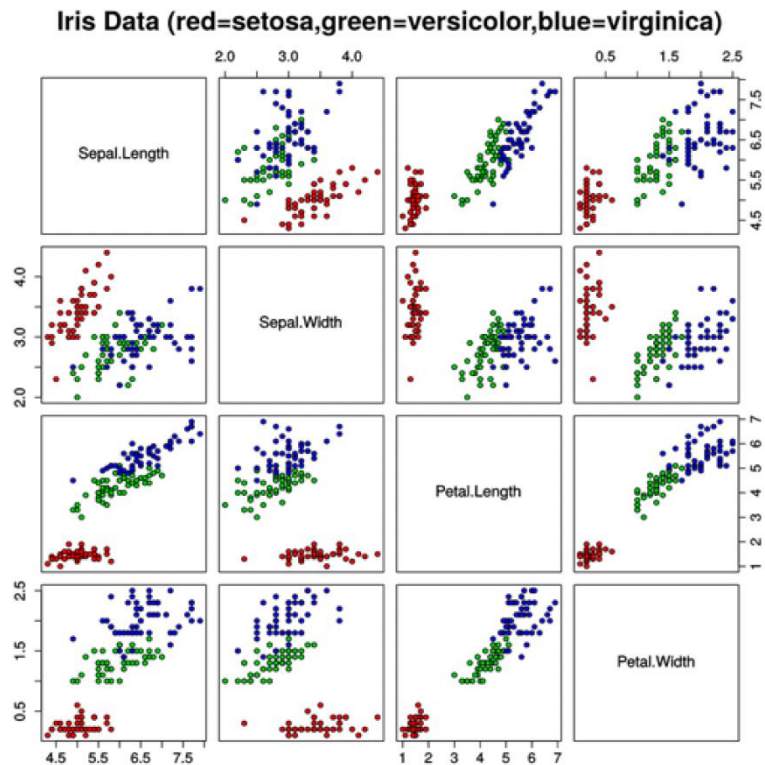 Iris Data (red=setosa,green=versicolor,blue=virginica)
2.0 3.0 4.0 0.5 1.5 2.5
Sepal.Length
4.5 5.5 6.5 7.5
Sepal.Width
2.0 3.0 4.0
Petal.Length
1 2 3 4 5 6 7
Petal.Width
0.5 1.5 2.5
4.5 5.5 6.5 7.5 1 2 3 4 5 6 7